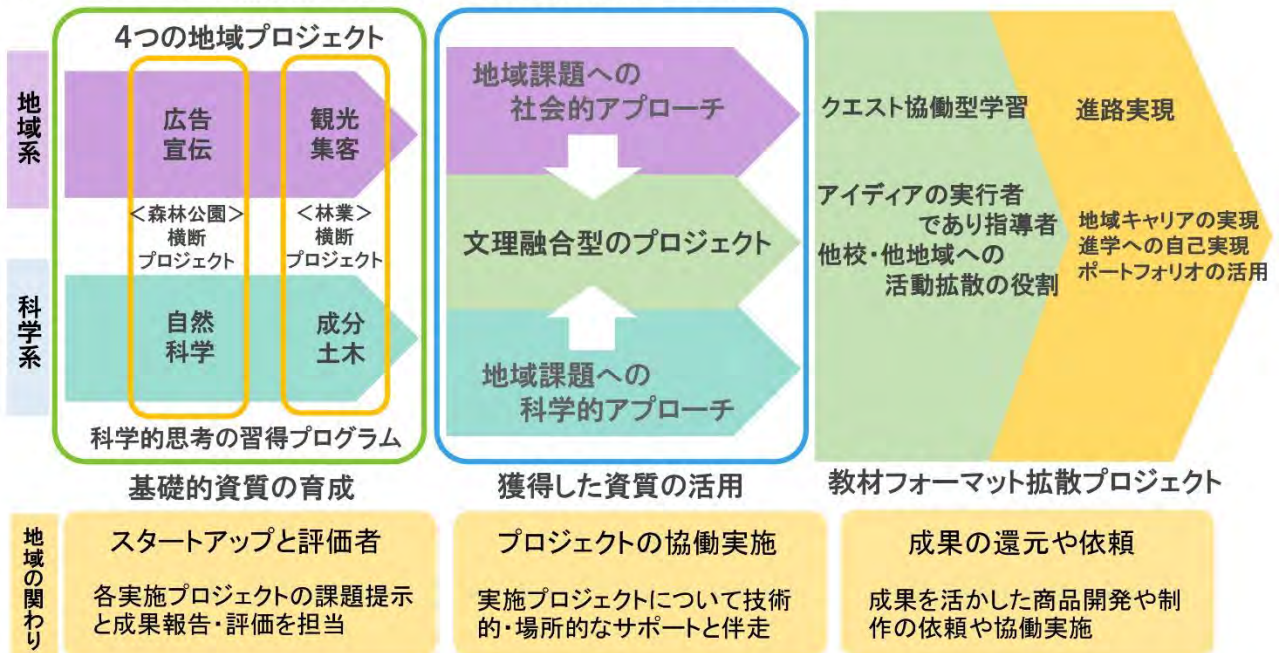 4つの地域プロジェクト
地域系
広告
宣伝
観光
集客
＜森林公園＞
横断
プロジェクト
＜林業＞
横断
プロジェクト
科学系
自然
科学
成分
土木
科学的思考の習得プログラム
基礎的資質の育成
地域課題への
社会的アプローチ
文理融合型のプロジェクト
地域課題への
科学的アプローチ
獲得した資質の活用
クエスト協働型学習
アイディアの実行者
であり指導者
他校・他地域への
活動拡散の役割
進路実現
地域キャリアの実現
進学への自己実現
ポートフォリオの活用
教材フォーマット拡散プロジェクト
地域の関わり
スタートアップと評価者
各実施プロジェクトの課題提示
と成果報告・評価を担当
プロジェクトの協働実施
実施プロジェクトについて技術
的・場所的なサポートと伴走
成果の還元や依頼
成果を活かした商品開発や制
作の依頼や協働実施